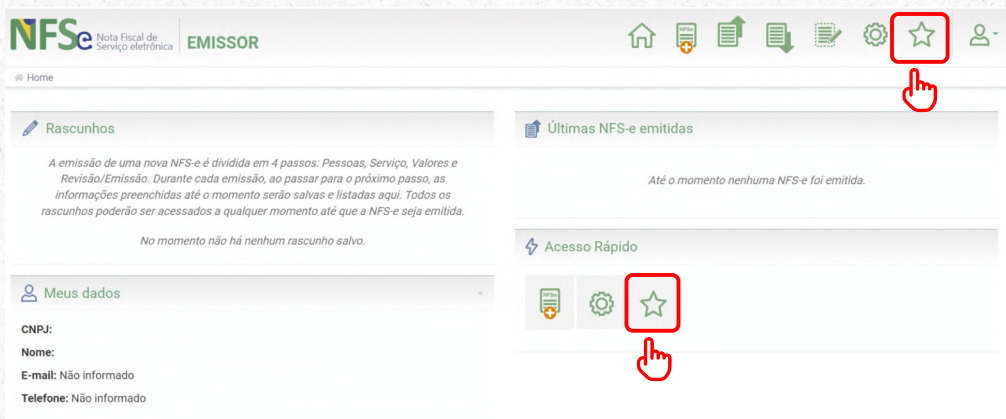 NFSe Nota Fiscal de
Serviço eletrônica
EMISSOR
NFSe
Home
Rascunhos
A emissão de uma nova NFS-e é dividida em 4 passos: Pessoas, Serviço, Valores e
Revisão/Emissão. Durante cada emissão, ao passar para o próximo passo, as
informações preenchidas até o momento serão salvas e listadas aqui. Todos os
rascunhos poderão ser acessados a qualquer momento até que a NFS-e seja emitida.
No momento não há nenhum rascunho salvo.
Meus dados
CNPJ:
Nome:
E-mail: Não informado
Telefone: Não informado
Últimas NFS-e emitidas
Até o momento nenhuma NFS-e foi emitida.
Acesso Rápido
NFSe